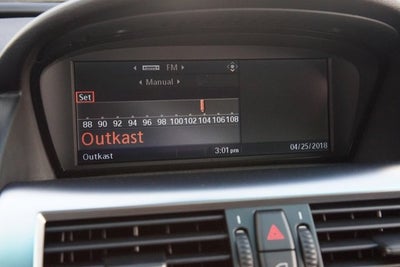 FM
Manual
Set
88 90 92 94 96 98 100 102 104 106 108
Outkast
Outkast 3:01 pm 04/25/2018